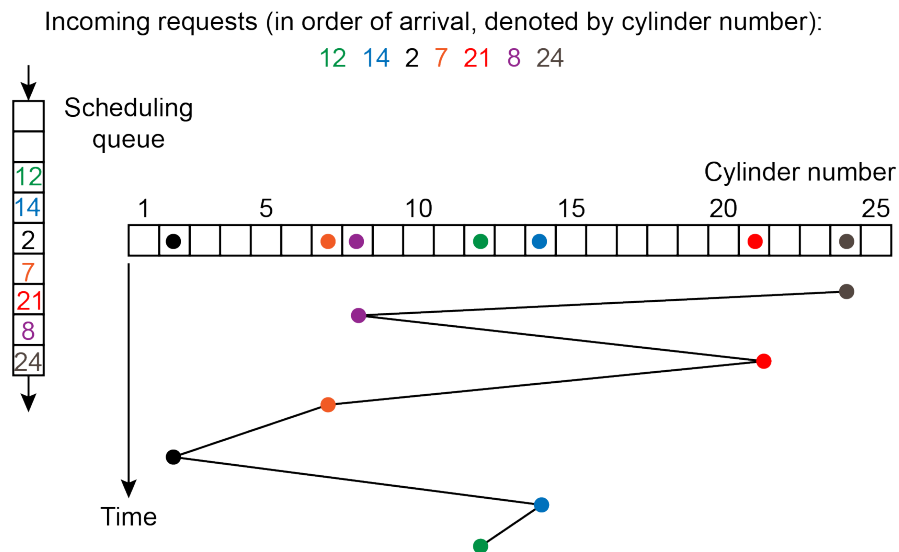 Incoming requests (in order of arrival, denoted by cylinder number):
12 14 2 7 21 8 24
Scheduling
queue
12
14
2
7
21
8
24
Cylinder number
1 5 10 15 20 25
Time